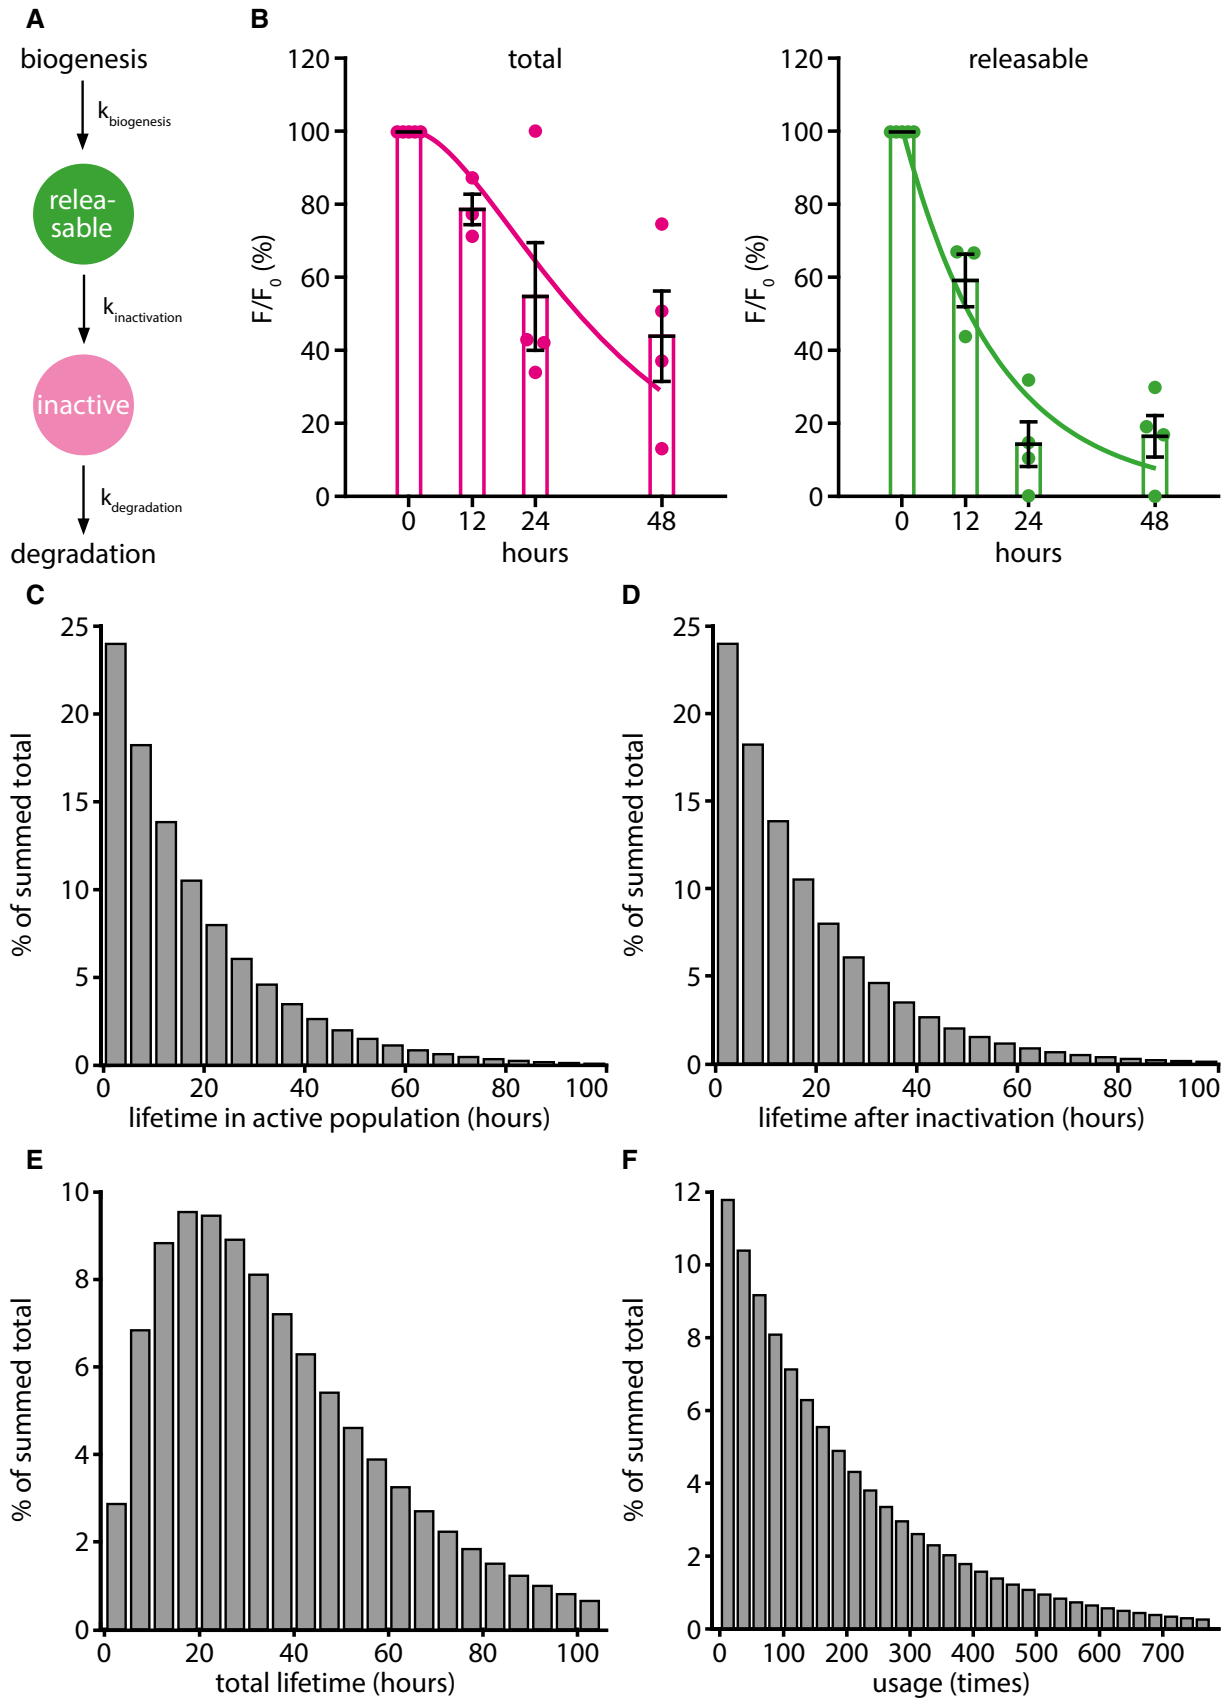 A
biogenesis
k biogenesis
relea-
sable
k inactivation
inactive
k degradation
degradation
B
total
120
100
80
60
40
20
0
F/F0 (%)
0 12 24 48
hours
releasable
120
100
80
60
40
20
0
F/F0 (%)
0 12 24 48
hours
C
25
20
15
10
5
0
% of summed total
0 20 40 60 80 100
lifetime in active population (hours)
D
25
20
15
10
5
0
% of summed total
0 20 40 60 80 100
lifetime after inactivation (hours)
E
10
8
6
4
2
0
% of summed total
0 20 40 60 80 100
total lifetime (hours)
F
12
10
8
6
4
2
0
% of summed total
0 100 200 300 400 500 600 700
usage (times)